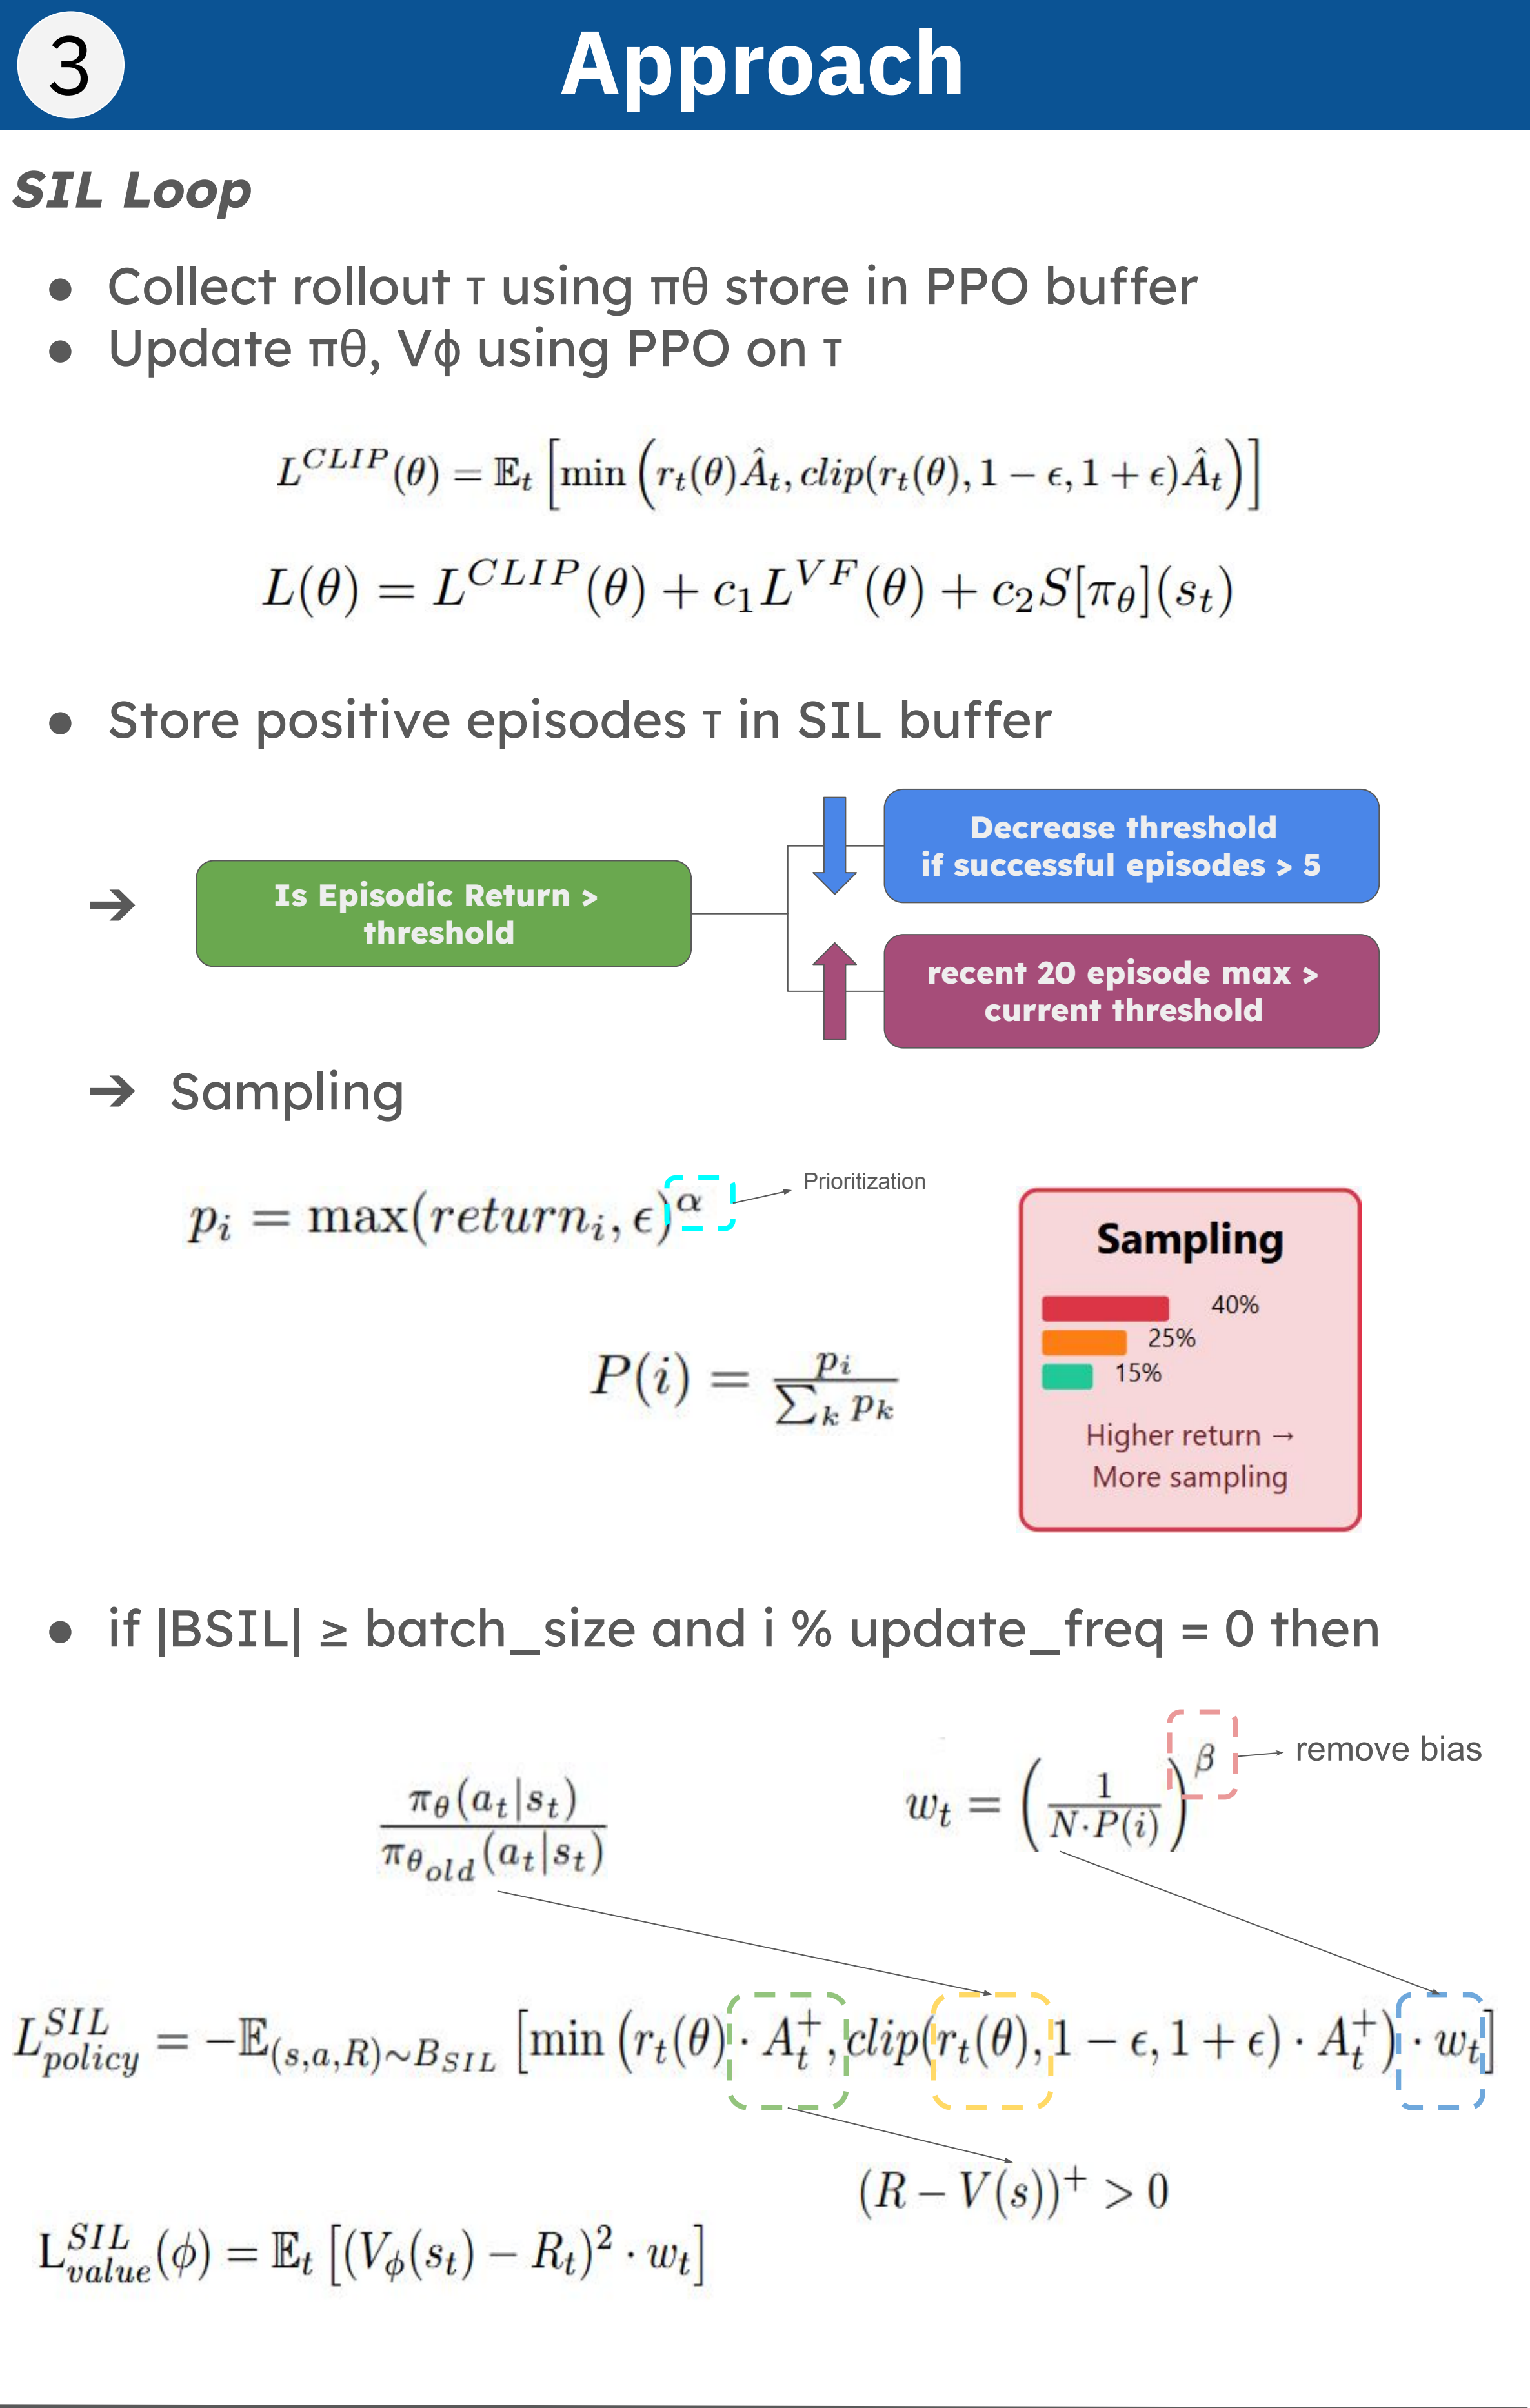 3
Approach
SIL Loop
● Collect rollout τ using πθ store in PPO buffer
● Update πθ, Vϕ using PPO on τ
L^{CLIP}(θ) = 𝔼_t [min (r_t(θ)Â_t, clip(r_t(θ), 1 − ϵ, 1 + ϵ)Â_t)]
L(θ) = L^{CLIP}(θ) + c_1 L^{VF}(θ) + c_2 S[π_θ](s_t)
● Store positive episodes τ in SIL buffer
➔
Is Episodic Return >
threshold
Decrease threshold
if successful episodes > 5
recent 20 episode max >
current threshold
➔ Sampling
p_i = max(return_i, ϵ)^α
Prioritization
P(i) = p_i / ∑_k p_k
Sampling
40%
25%
15%
Higher return →
More sampling
● if |BSIL| ≥ batch_size and i % update_freq = 0 then
π_θ(a_t|s_t) / π_{θ_old}(a_t|s_t)
w_t = (1 / N·P(i))^β
remove bias
L^{SIL}_{policy} = −𝔼_{(s,a,R)∼B_{SIL}} [min (r_t(θ) · A_t^+, clip(r_t(θ), 1 − ϵ, 1 + ϵ) · A_t^+) · w_t]
(R − V(s))^+ > 0
L^{SIL}_{value}(ϕ) = 𝔼_t [(V_ϕ(s_t) − R_t)^2 · w_t]